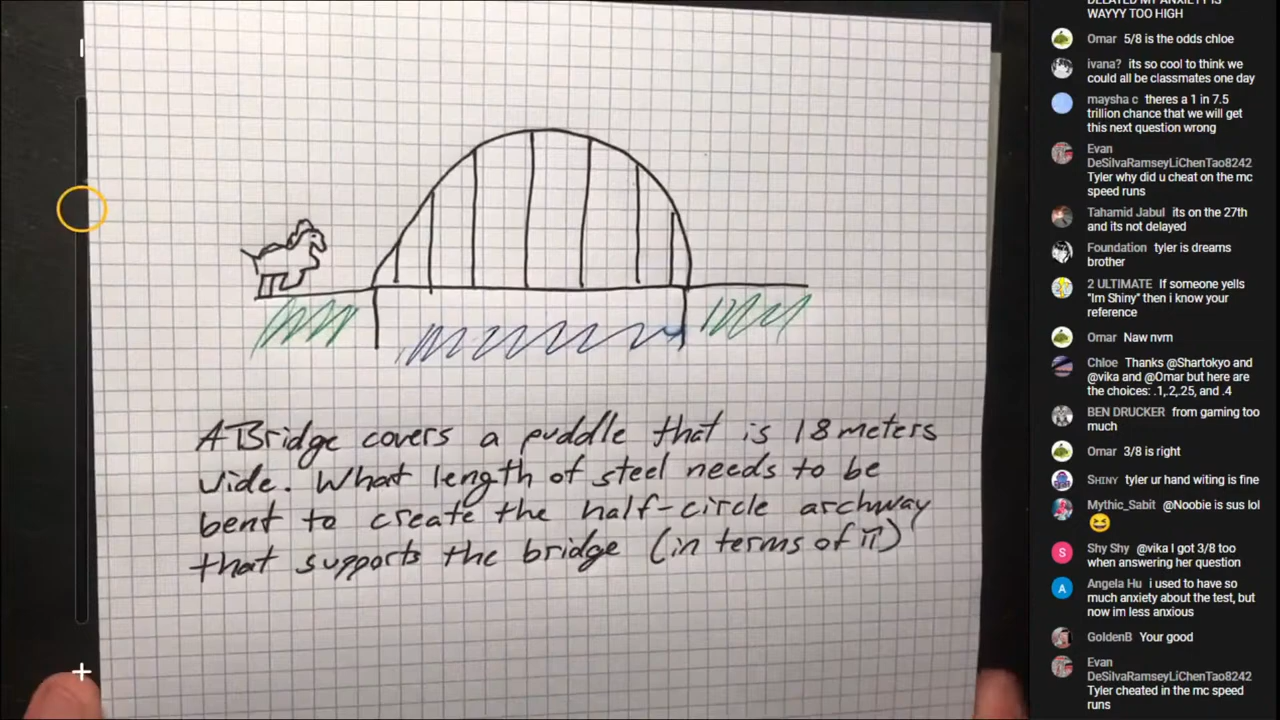 A Bridge covers a puddle that is 18 meters
wide. What length of steel needs to be
bent to create the half-circle archway
that supports the bridge (in terms of π)
DELAYED MY ANXIETY IS
WAYYY TOO HIGH
Omar 5/8 is the odds chloe
ivana? its so cool to think we
could all be classmates one day
maysha c theres a 1 in 7.5
trillion chance that we will get
this next question wrong
Evan
DeSilvaRamseyLiChenTao8242
Tyler why did u cheat on the mc
speed runs
Tahamid Jabul its on the 27th
and its not delayed
Foundation tyler is dreams
brother
2 ULTIMATE If someone yells
"Im Shiny" then i know your
reference
Omar Naw nvm
Chloe Thanks @Shartokyo and
@vika and @Omar but here are
the choices: .1,.2,.25, and .4
BEN DRUCKER from gaming too
much
Omar 3/8 is right
SHINY tyler ur hand witing is fine
Mythic_Sabit @Noobie is sus lol
Shy Shy @vika I got 3/8 too
when answering her question
Angela Hu i used to have so
much anxiety about the test, but
now im less anxious
GoldenB Your good
Evan
DeSilvaRamseyLiChenTao8242
Tyler cheated in the mc speed
runs